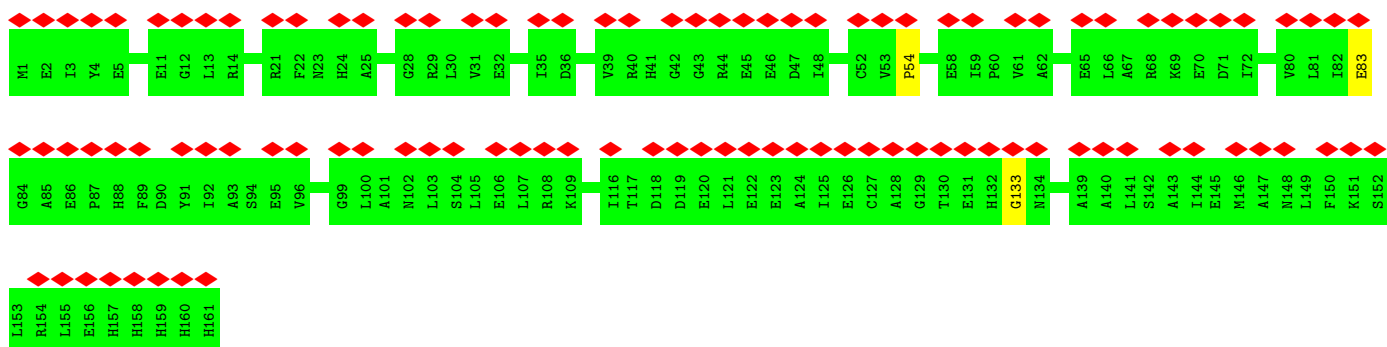 M1 E2 I3 Y4 E5 E11 G12 L13 R14 R21 F22 N23 H24 A25 G28 R29 L30 V31 E32 I35 D36 V39 R40 H41 G42 G43 R44 E45 E46 D47 I48 C52 V53 P54 E58 I59 P60 V61 A62 E65 L66 A67 R68 K69 E70 D71 I72 V80 L81 I82 E83
G84 A85 E86 P87 H88 F89 D90 Y91 I92 A93 S94 E95 V96 G99 L100 A101 N102 L103 S104 L105 E106 L107 R108 K109 I116 T117 D118 D119 E120 L121 E122 E123 A124 I125 E126 C127 A128 G129 T130 E131 H132 G133 N134 A139 A140 L141 S142 A143 I144 E145 M146 A147 N148 L149 F150 K151 S152
L153 R154 L155 E156 H157 H158 H159 H160 H161